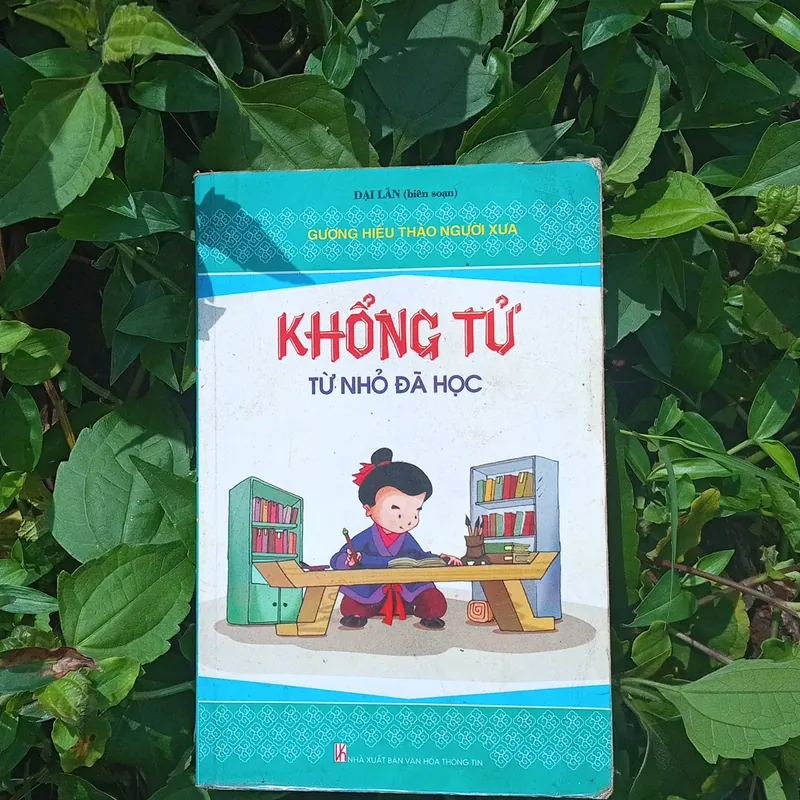 ĐẠI LÃN (biên soạn)
GƯƠNG HIẾU THẢO NGƯỜI XƯA
KHỔNG TỬ
TỪ NHỎ ĐÃ HỌC
NHÀ XUẤT BẢN VĂN HÓA THÔNG TIN